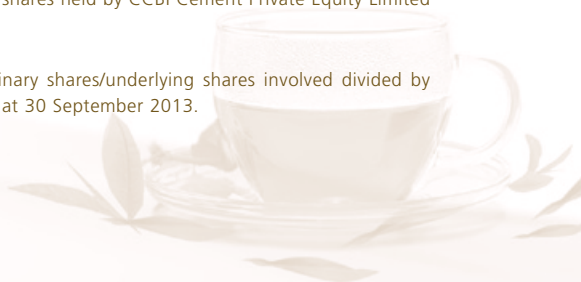 shares held by CCBI Cement Private Equity Limited
inary shares/underlying shares involved divided by
at 30 September 2013.